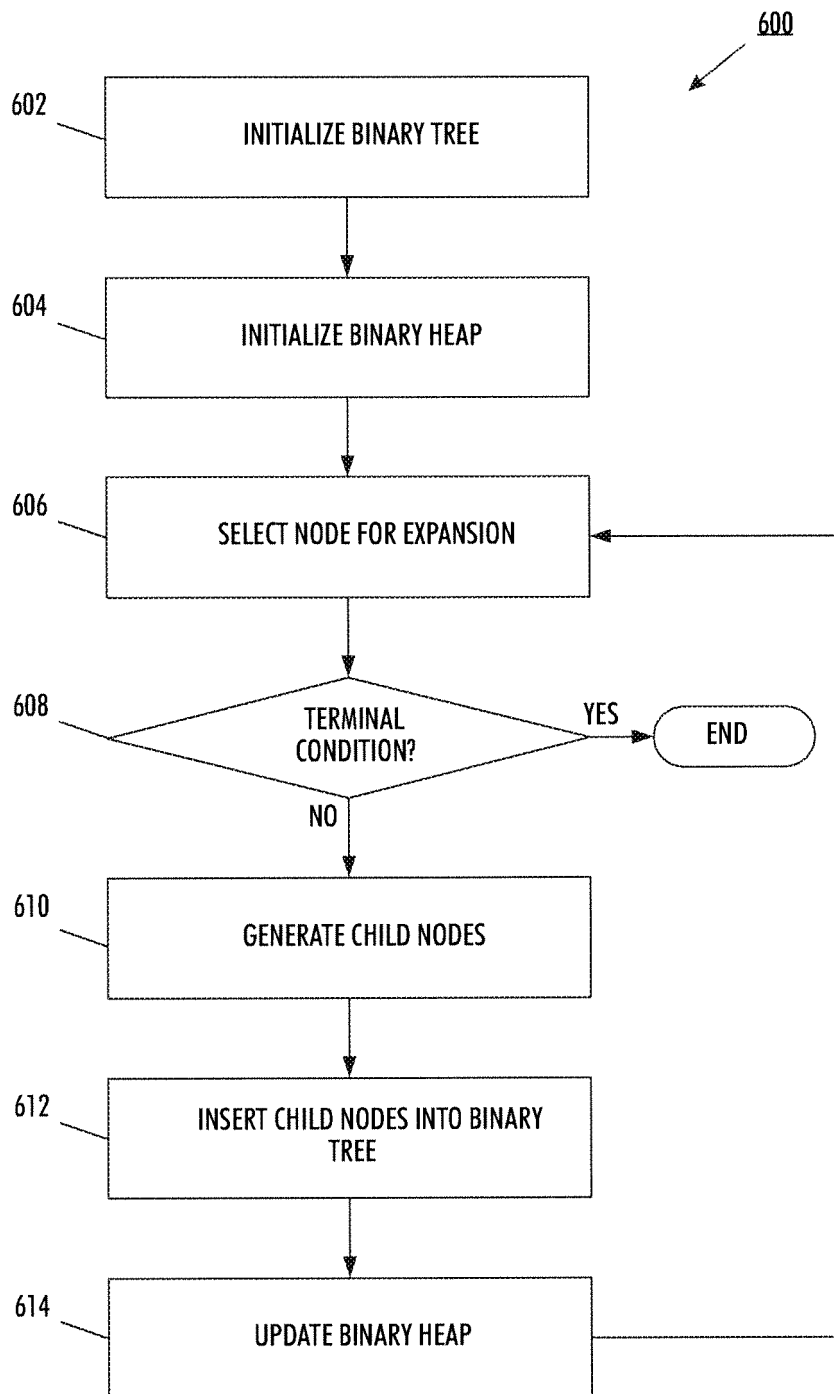 600
602
INITIALIZE BINARY TREE
604
INITIALIZE BINARY HEAP
606
SELECT NODE FOR EXPANSION
608
TERMINAL
CONDITION?
YES
END
NO
610
GENERATE CHILD NODES
612
INSERT CHILD NODES INTO BINARY
TREE
614
UPDATE BINARY HEAP